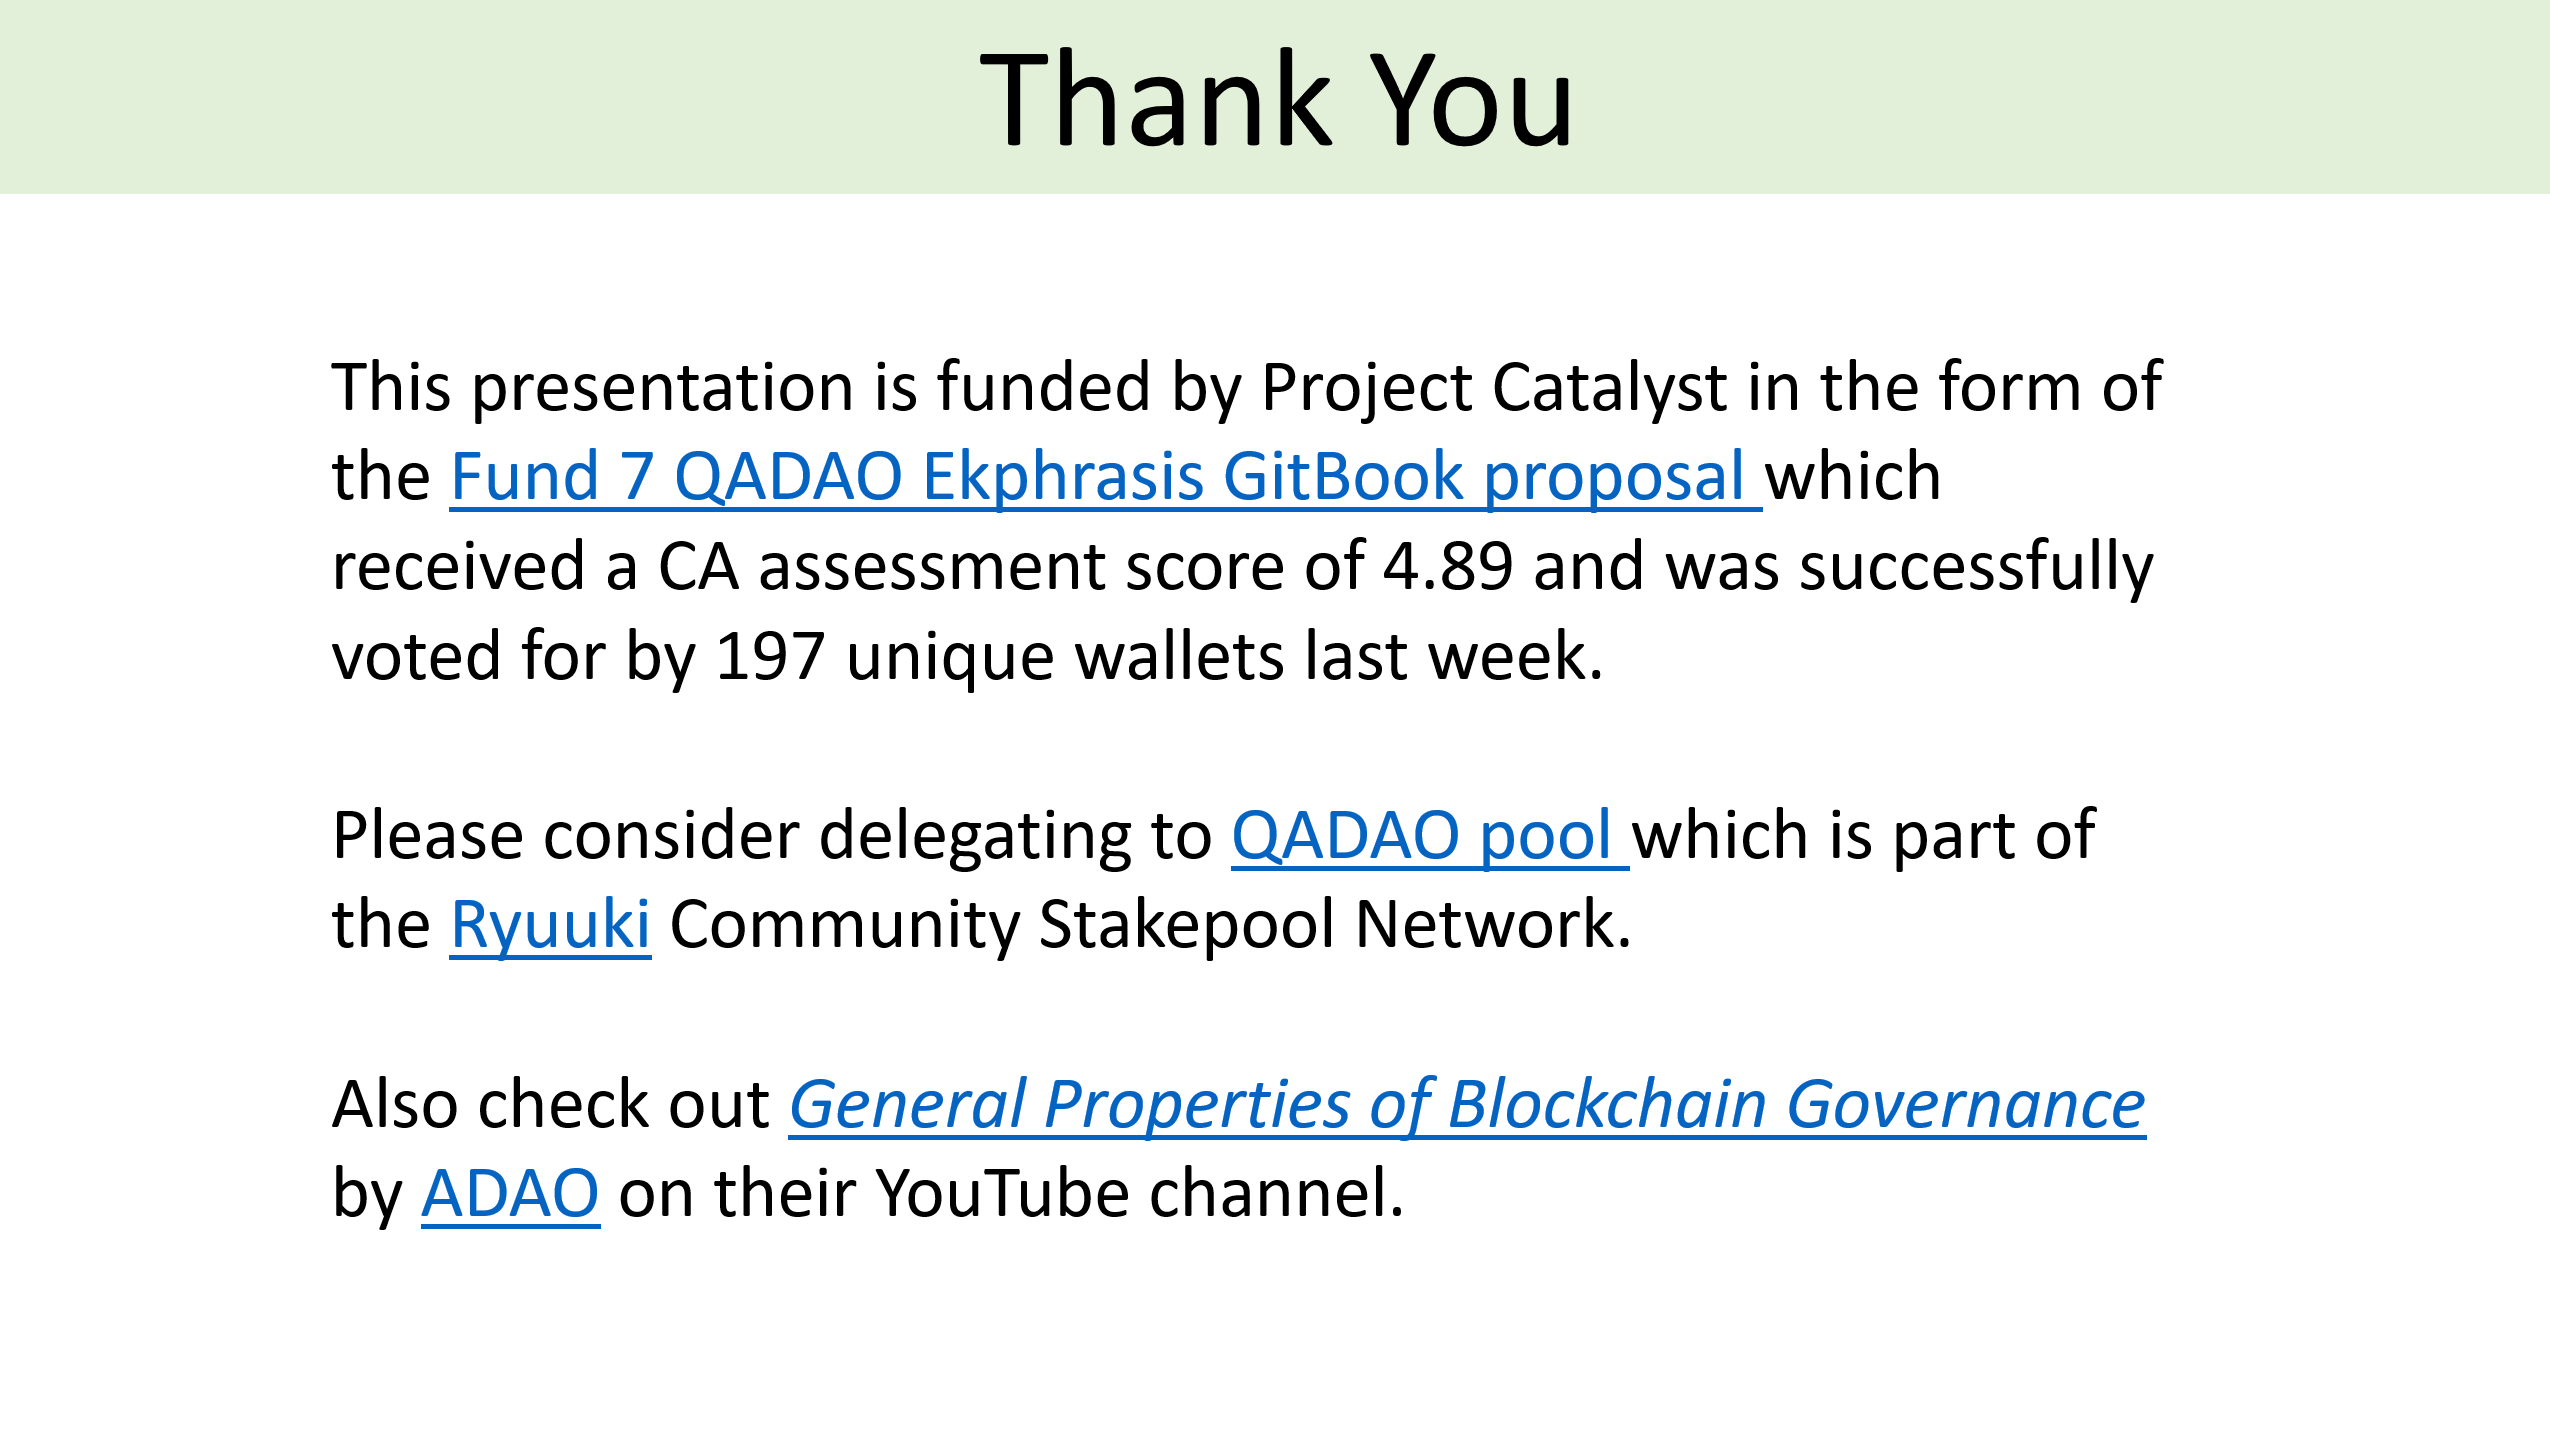 Thank You
This presentation is funded by Project Catalyst in the form of
the Fund 7 QADAO Ekphrasis GitBook proposal which
received a CA assessment score of 4.89 and was successfully
voted for by 197 unique wallets last week.
Please consider delegating to QADAO pool which is part of
the Ryuuki Community Stakepool Network.
Also check out General Properties of Blockchain Governance
by ADAO on their YouTube channel.